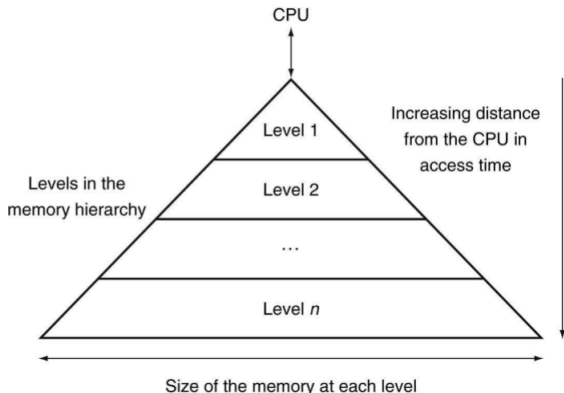 CPU
Level 1
Increasing distance
from the CPU in
access time
Levels in the
memory hierarchy
Level 2
...
Level n
Size of the memory at each level